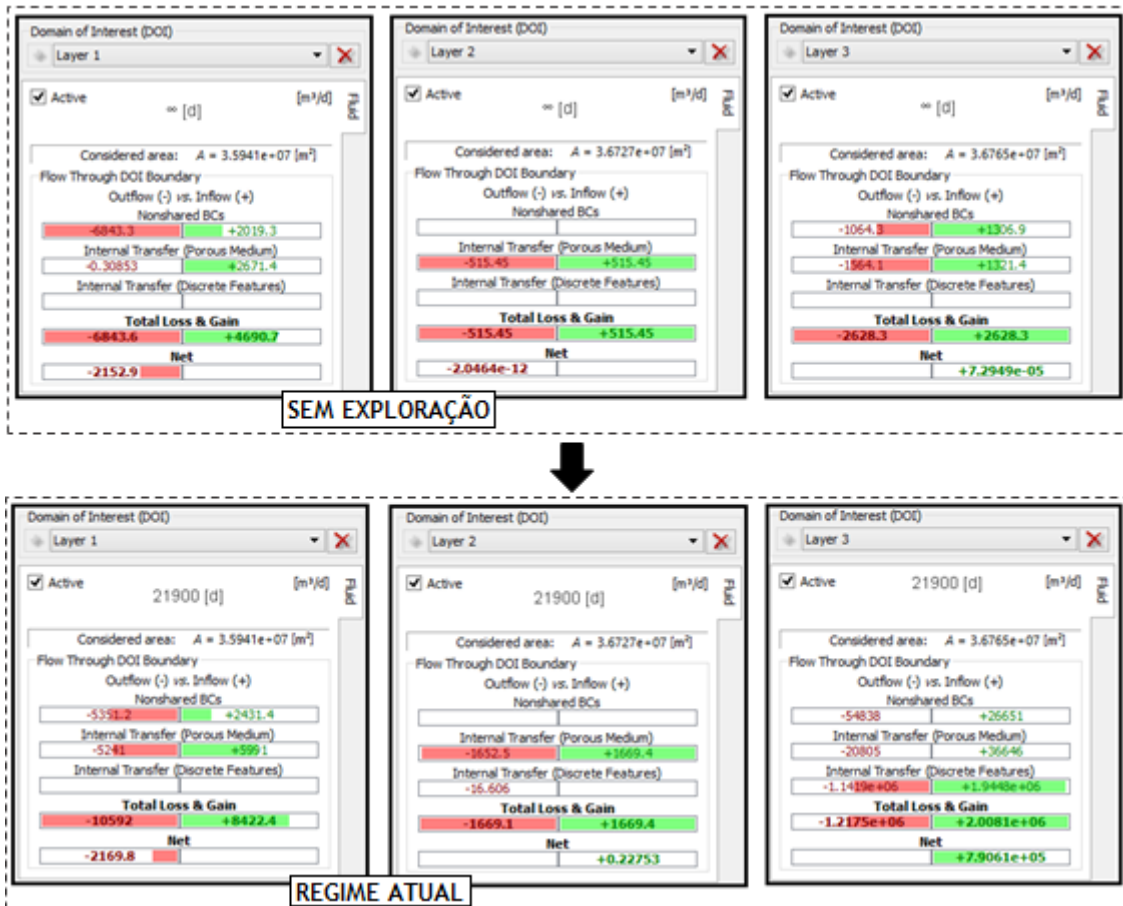 Domain of Interest (DOI)
Layer 1
Active
∞ [d]
[m³/d]
Fluid
Considered area: A = 3.5941e+07 [m²]
Flow Through DOI Boundary
Outflow (-) vs. Inflow (+)
Nonshared BCs
-6843.3 +2019.3
Internal Transfer (Porous Medium)
-0.30853 +2671.4
Internal Transfer (Discrete Features)
Total Loss & Gain
-6843.6 +4690.7
Net
-2152.9
Domain of Interest (DOI)
Layer 2
Active
∞ [d]
[m³/d]
Fluid
Considered area: A = 3.6727e+07 [m²]
Flow Through DOI Boundary
Outflow (-) vs. Inflow (+)
Nonshared BCs
Internal Transfer (Porous Medium)
-515.45 +515.45
Internal Transfer (Discrete Features)
Total Loss & Gain
-515.45 +515.45
Net
-2.0464e-12
Domain of Interest (DOI)
Layer 3
Active
∞ [d]
[m³/d]
Fluid
Considered area: A = 3.6765e+07 [m²]
Flow Through DOI Boundary
Outflow (-) vs. Inflow (+)
Nonshared BCs
-1064.3 +1306.9
Internal Transfer (Porous Medium)
-1564.1 +1321.4
Internal Transfer (Discrete Features)
Total Loss & Gain
-2628.3 +2628.3
Net
+7.2949e-05
SEM EXPLORAÇÃO
Domain of Interest (DOI)
Layer 1
Active
21900 [d]
[m³/d]
Fluid
Considered area: A = 3.5941e+07 [m²]
Flow Through DOI Boundary
Outflow (-) vs. Inflow (+)
Nonshared BCs
-5351.2 +2431.4
Internal Transfer (Porous Medium)
-5241 +5991
Internal Transfer (Discrete Features)
Total Loss & Gain
-10592 +8422.4
Net
-2169.8
Domain of Interest (DOI)
Layer 2
Active
21900 [d]
[m³/d]
Fluid
Considered area: A = 3.6727e+07 [m²]
Flow Through DOI Boundary
Outflow (-) vs. Inflow (+)
Nonshared BCs
Internal Transfer (Porous Medium)
-1652.5 +1669.4
Internal Transfer (Discrete Features)
-16.606
Total Loss & Gain
-1669.1 +1669.4
Net
+0.22753
Domain of Interest (DOI)
Layer 3
Active
21900 [d]
[m³/d]
Fluid
Considered area: A = 3.6765e+07 [m²]
Flow Through DOI Boundary
Outflow (-) vs. Inflow (+)
Nonshared BCs
-54838 +26651
Internal Transfer (Porous Medium)
-20805 +36646
Internal Transfer (Discrete Features)
-1.1419e+06 +1.9448e+06
Total Loss & Gain
-1.2175e+06 +2.0081e+06
Net
+7.9061e+05
REGIME ATUAL